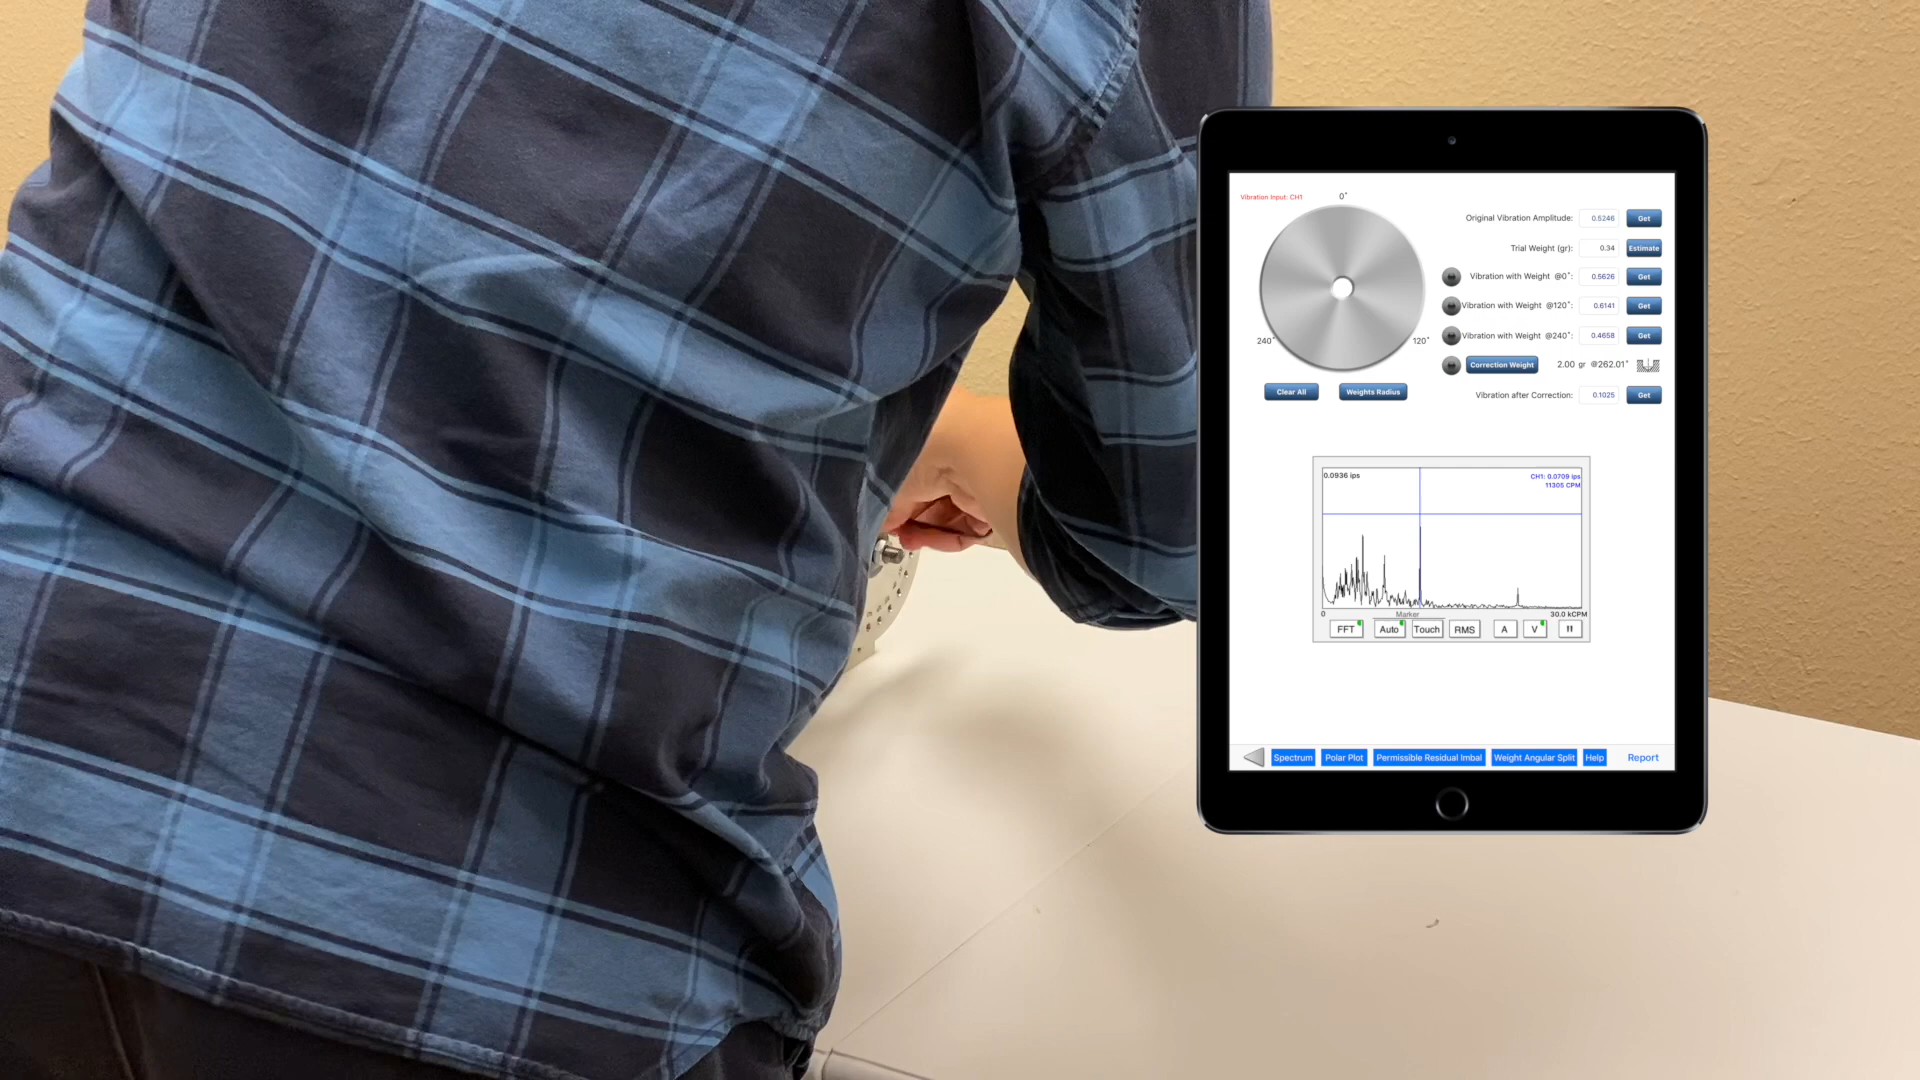 Vibration Input: CH1
0°
240°
120°
Clear All
Weights Radius
Original Vibration Amplitude: 0.5246 Get
Trial Weight (gr): 0.34 Estimate
Vibration with Weight @0°: 0.5626 Get
Vibration with Weight @120°: 0.6141 Get
Vibration with Weight @240°: 0.4658 Get
Correction Weight 2.00 gr @262.01°
Vibration after Correction: 0.1025 Get
0.0936 ips
CH1: 0.0709 ips
11305 CPM
0 Marker 30.0 kCPM
FFT Auto Touch RMS A V
Spectrum Polar Plot Permissible Residual Imbal Weight Angular Split Help Report